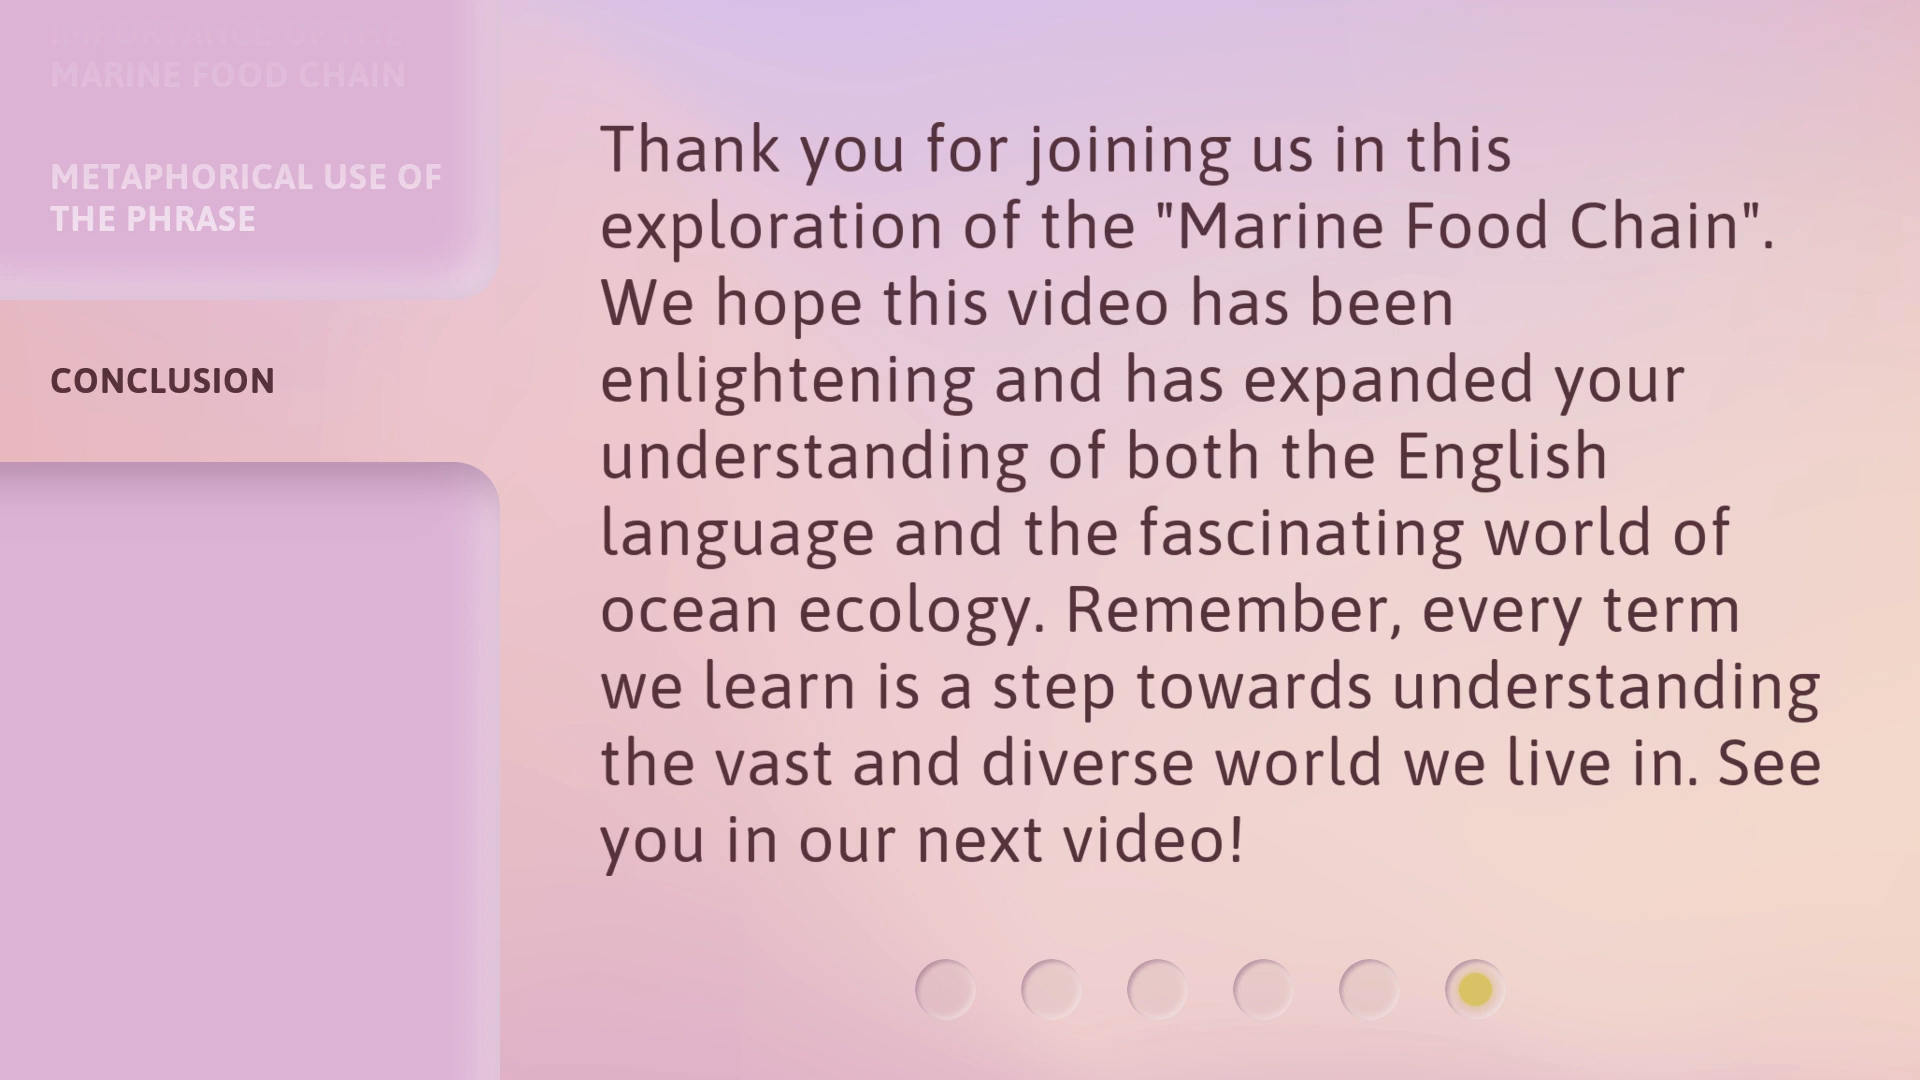 IMPORTANCE OF THE
MARINE FOOD CHAIN
METAPHORICAL USE OF
THE PHRASE
CONCLUSION
Thank you for joining us in this
exploration of the "Marine Food Chain".
We hope this video has been
enlightening and has expanded your
understanding of both the English
language and the fascinating world of
ocean ecology. Remember, every term
we learn is a step towards understanding
the vast and diverse world we live in. See
you in our next video!